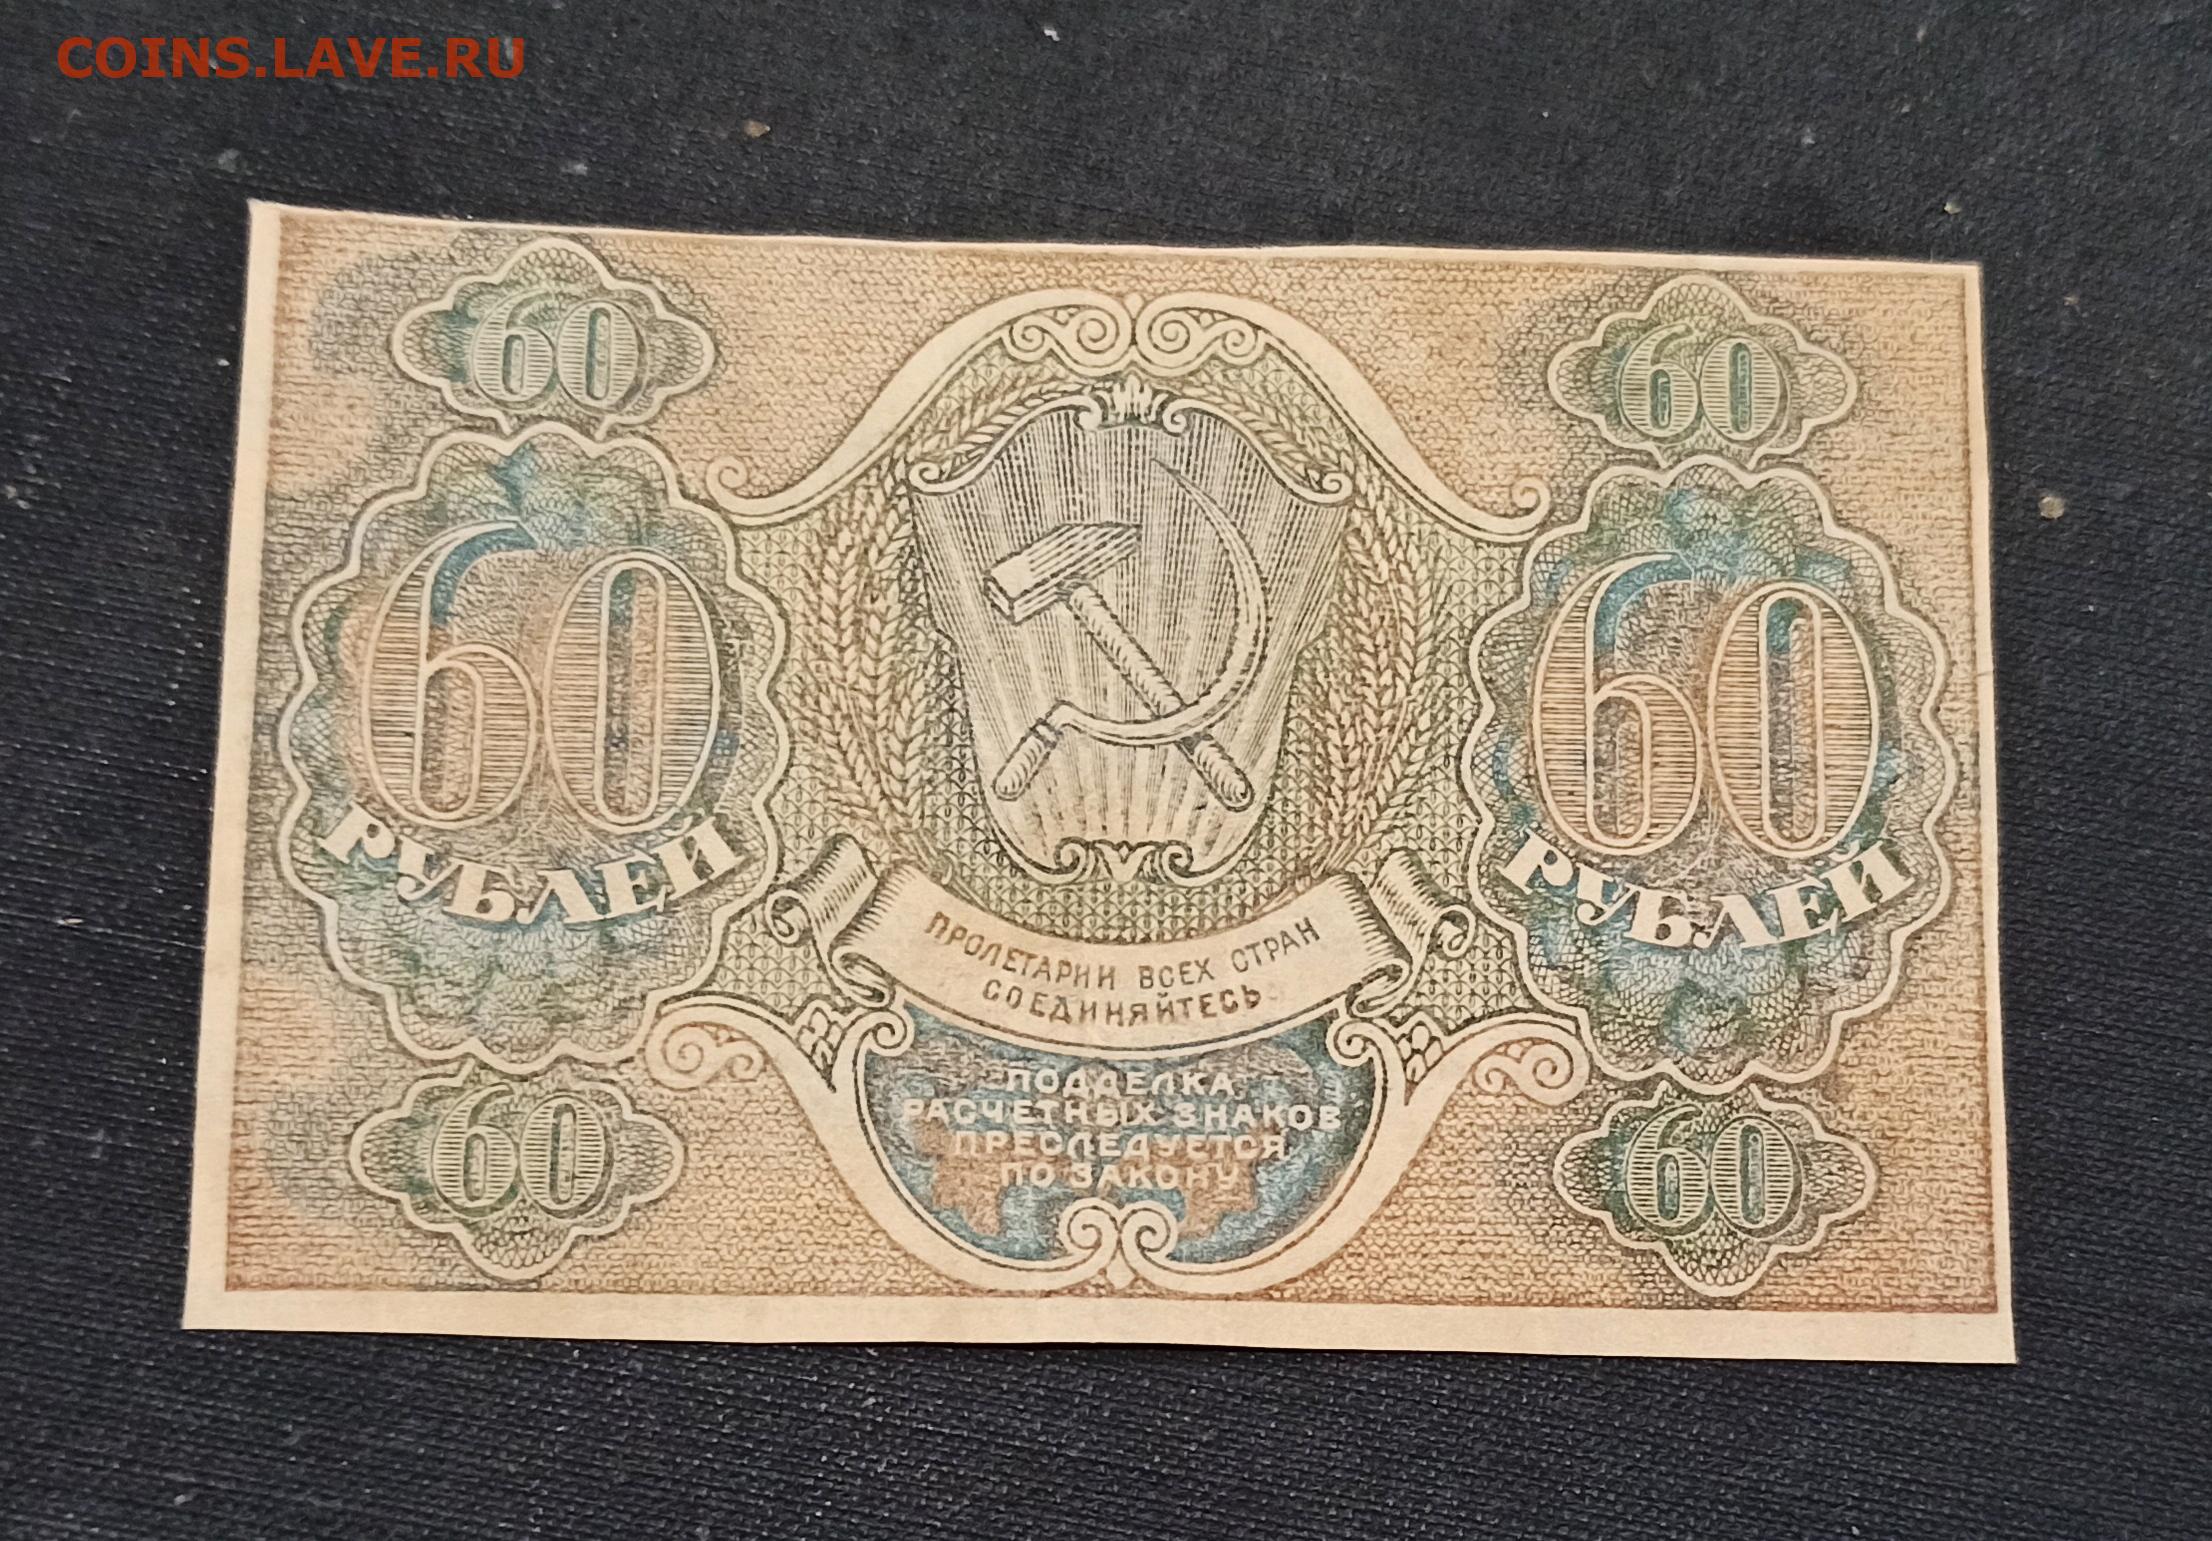 COINS.LAVE.RU
60
60
60
РУБЛЕЙ
60
РУБЛЕЙ
ПРОЛЕТАРИИ ВСЕХ СТРАН
СОЕДИНЯЙТЕСЬ
ПОДДЕЛКА
РАСЧЕТНЫХ ЗНАКОВ
ПРЕСЛЕДУЕТСЯ
ПО ЗАКОНУ
60
60